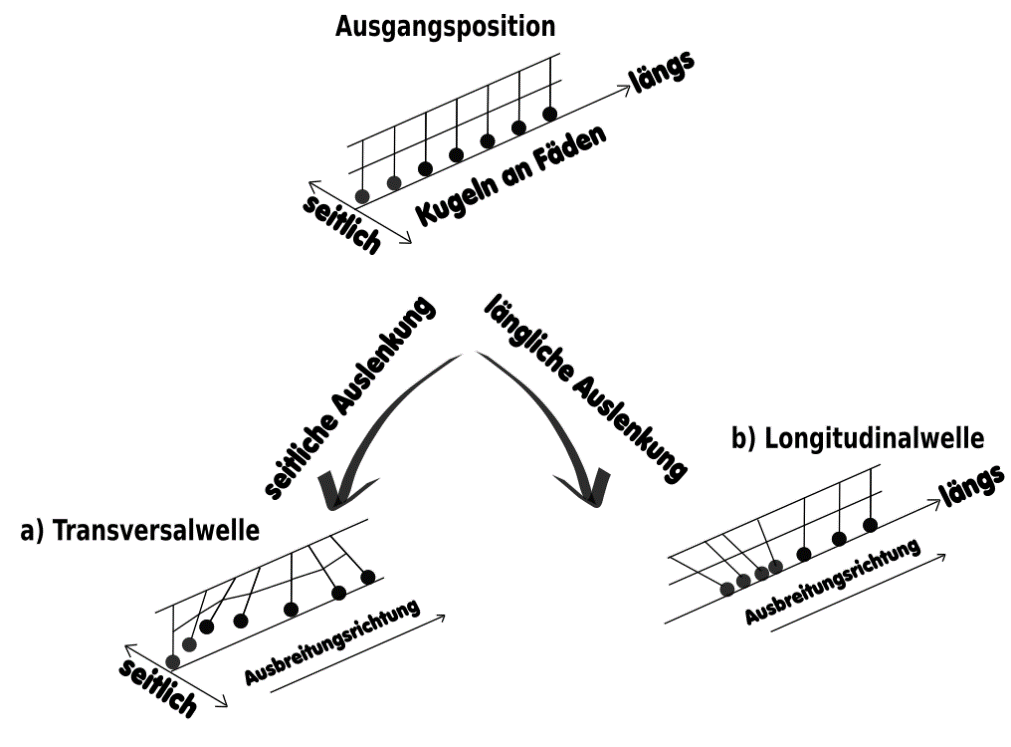 Ausgangsposition
längs
Kugeln an Fäden
seitlich
seitliche Auslenkung
längliche Auslenkung
b) Longitudinalwelle
längs
Ausbreitungsrichtung
a) Transversalwelle
Ausbreitungsrichtung
seitlich